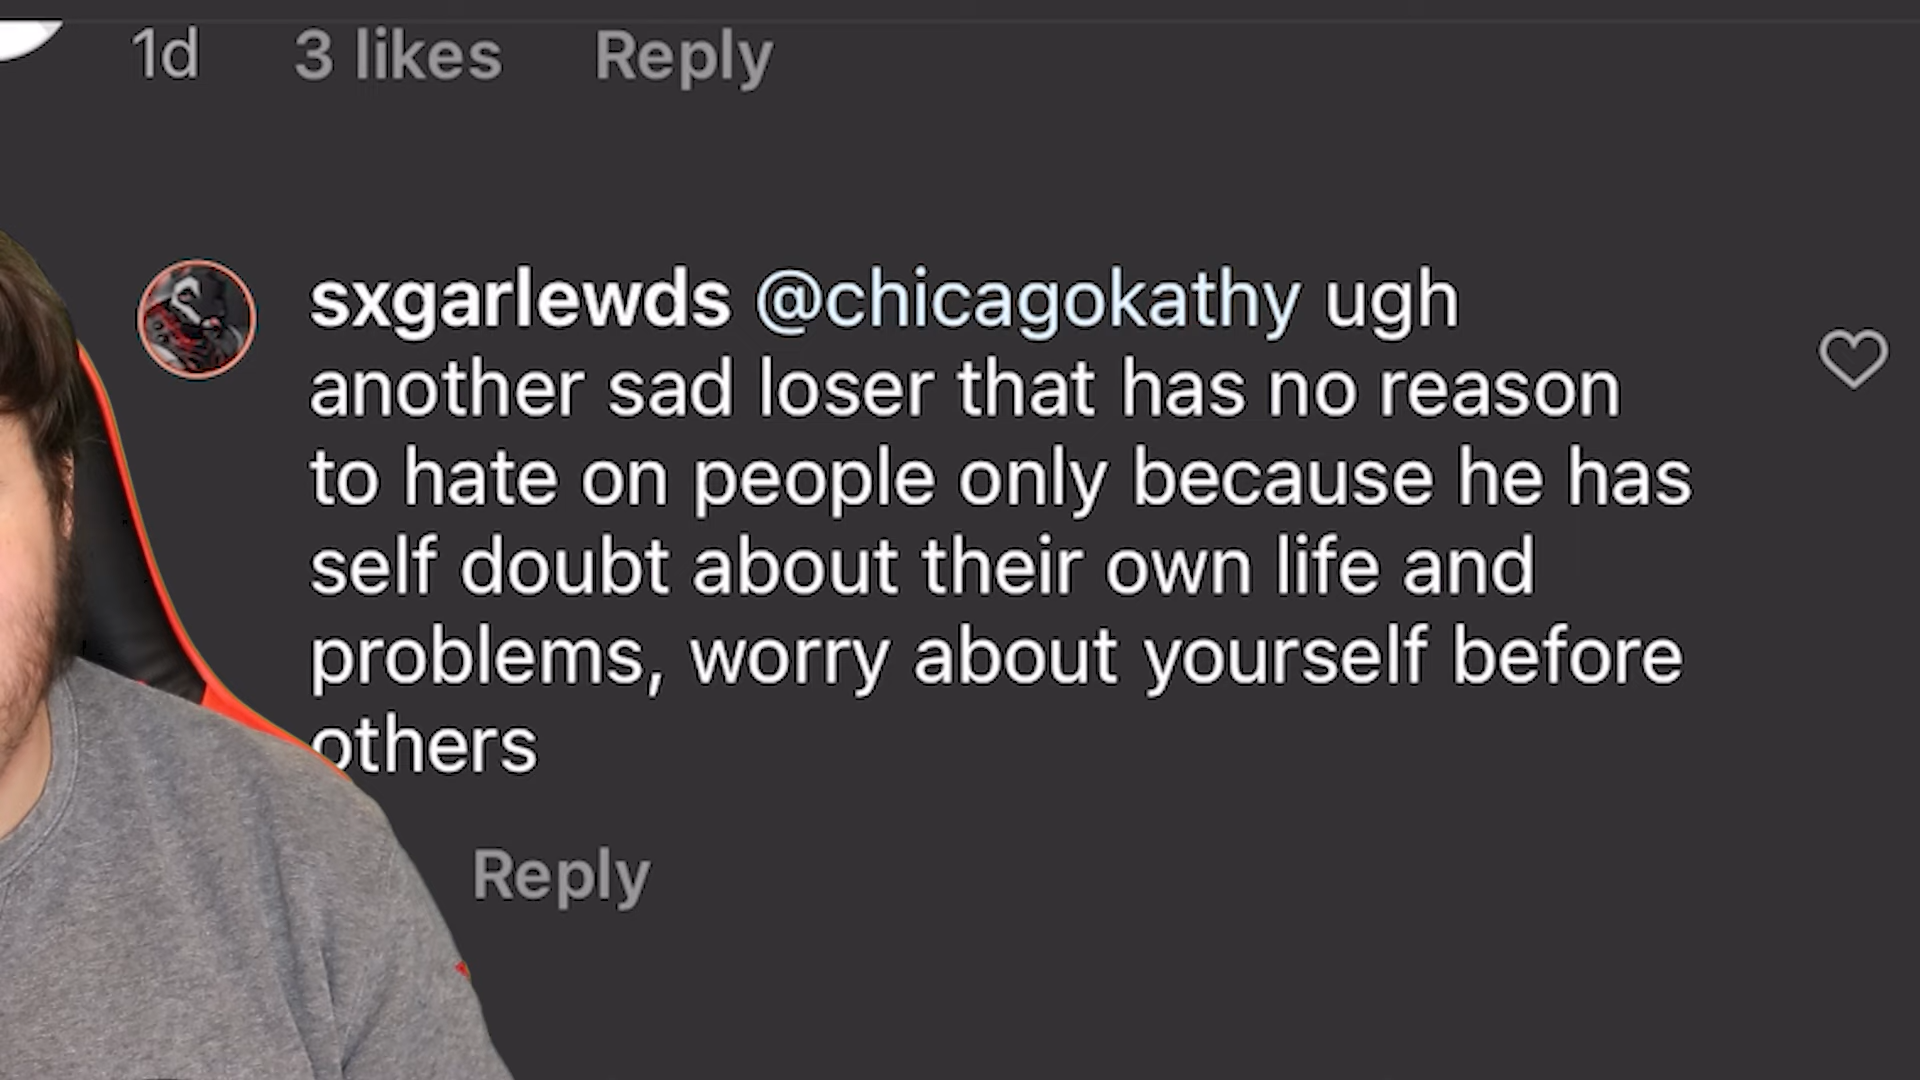 1d 3 likes Reply
sxgarlewds @chicagokathy ugh
another sad loser that has no reason
to hate on people only because he has
self doubt about their own life and
problems, worry about yourself before
others
Reply